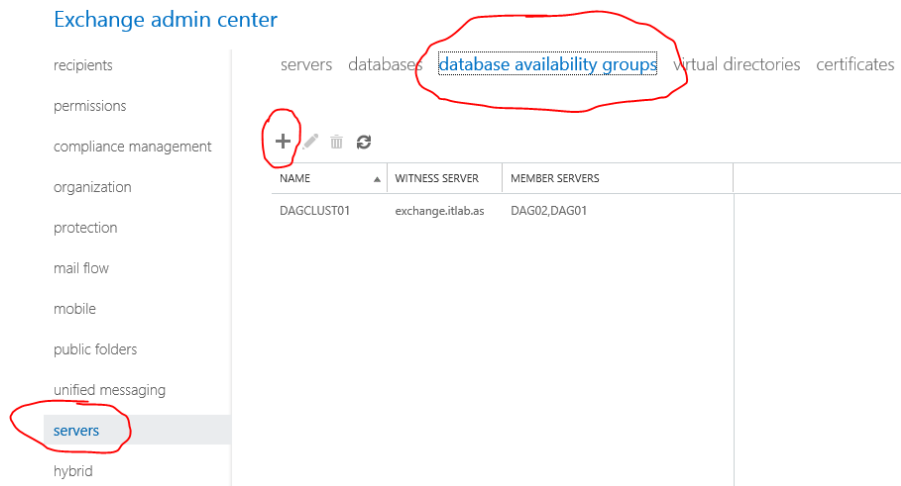 Exchange admin center
recipients
permissions
compliance management
organization
protection
mail flow
mobile
public folders
unified messaging
servers
hybrid
servers databases database availability groups virtual directories certificates
NAME WITNESS SERVER MEMBER SERVERS
DAGCLUST01 exchange.itlab.as DAG02,DAG01